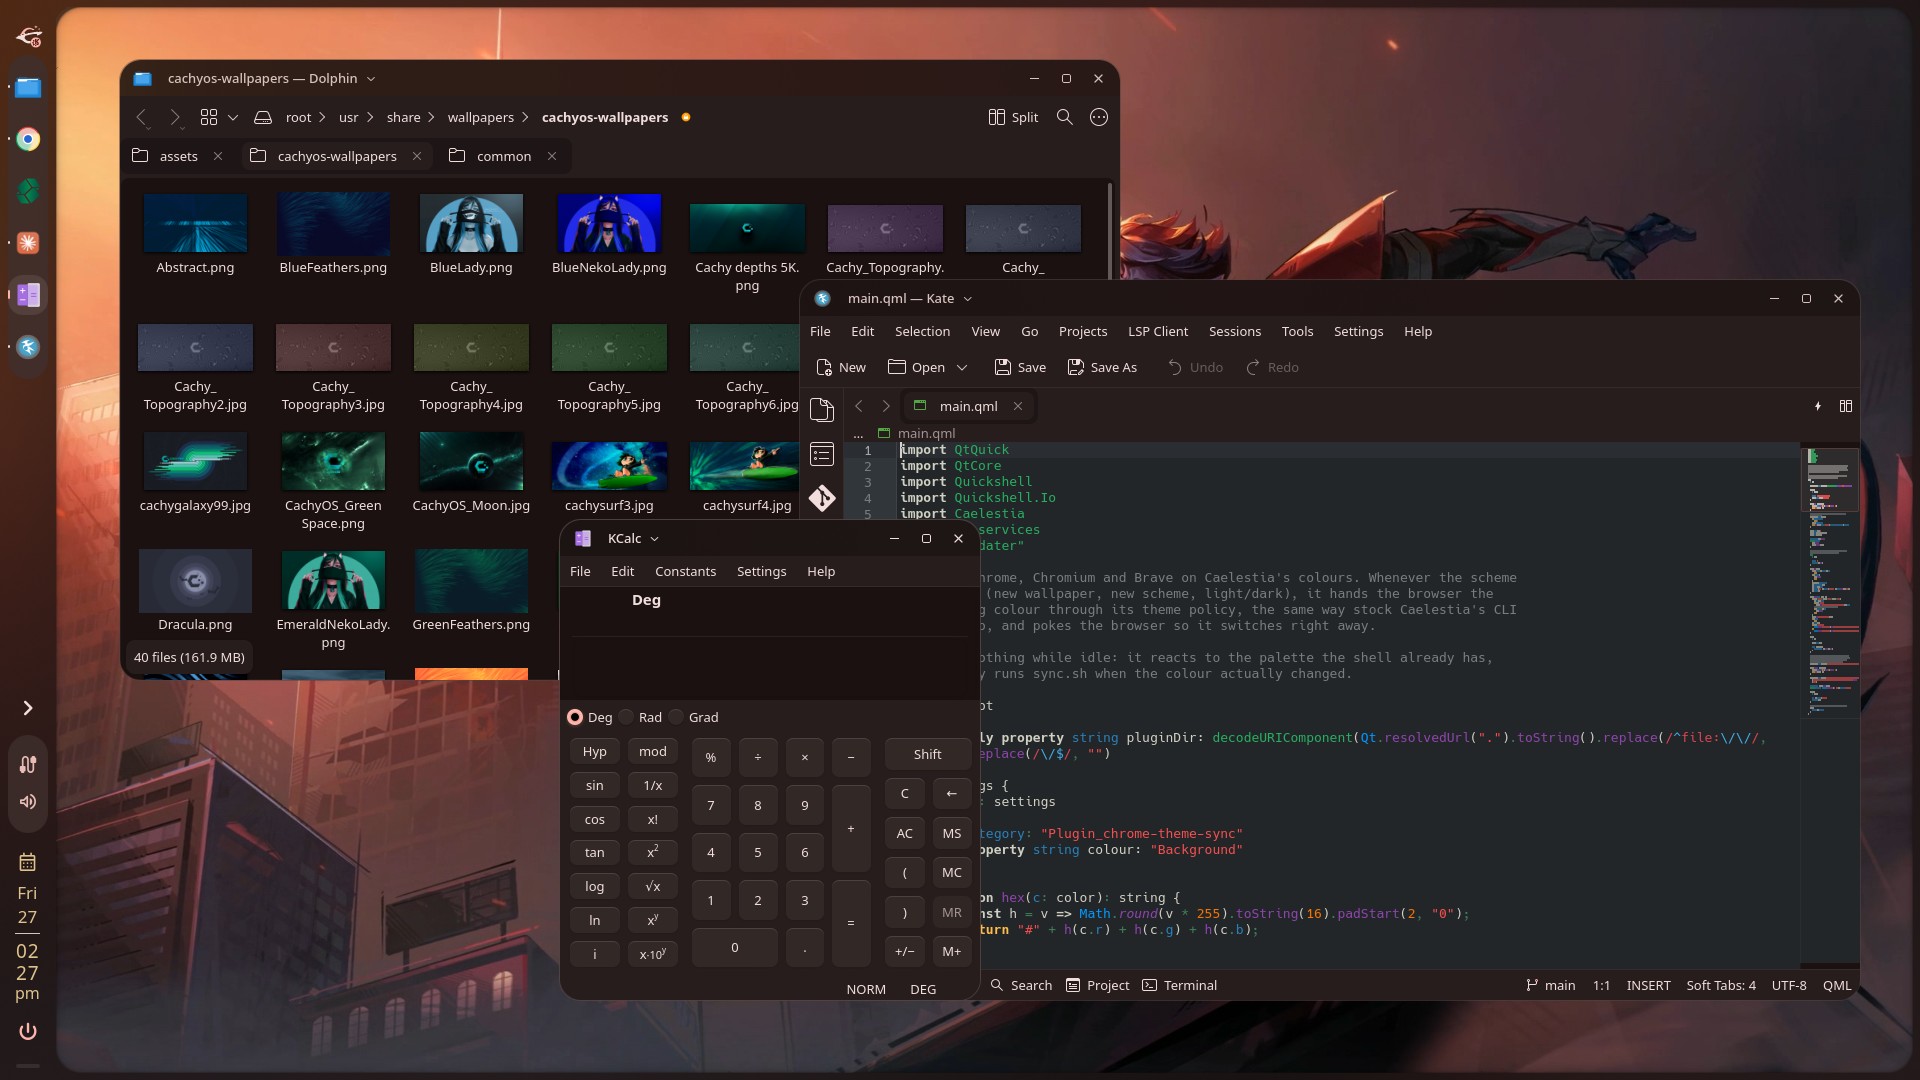 cachyos-wallpapers — Dolphin
root usr share wallpapers cachyos-wallpapers
Split
assets cachyos-wallpapers common
Abstract.png BlueFeathers.png BlueLady.png BlueNekoLady.png Cachy depths 5K.png Cachy_Topography. Cachy_
Cachy_Topography2.jpg Cachy_Topography3.jpg Cachy_Topography4.jpg Cachy_Topography5.jpg Cachy_Topography6.jpg
cachygalaxy99.jpg CachyOS_Green Space.png CachyOS_Moon.jpg cachysurf3.jpg cachysurf4.jpg
Dracula.png EmeraldNekoLady.png GreenFeathers.png
40 files (161.9 MB)
main.qml — Kate
File Edit Selection View Go Projects LSP Client Sessions Tools Settings Help
New Open Save Save As Undo Redo
main.qml
... main.qml
1 import QtQuick
2 import QtCore
3 import Quickshell
4 import Quickshell.Io
5 import Caelestia
services
dater"
hrome, Chromium and Brave on Caelestia's colours. Whenever the scheme
(new wallpaper, new scheme, light/dark), it hands the browser the
g colour through its theme policy, the same way stock Caelestia's CLI
o, and pokes the browser so it switches right away.
othing while idle: it reacts to the palette the shell already has,
y runs sync.sh when the colour actually changed.
ot
ly property string pluginDir: decodeURIComponent(Qt.resolvedUrl(".").toString().replace(/^file:\/\//,
eplace(/\/$/, "")
gs {
: settings
tegory: "Plugin_chrome-theme-sync"
operty string colour: "Background"
on hex(c: color): string {
nst h = v => Math.round(v * 255).toString(16).padStart(2, "0");
turn "#" + h(c.r) + h(c.g) + h(c.b);
Search Project Terminal main 1:1 INSERT Soft Tabs: 4 UTF-8 QML
KCalc
File Edit Constants Settings Help
Deg
Deg Rad Grad
Hyp mod % ÷ × − Shift
sin 1/x 7 8 9 + C ←
cos x! AC MS
tan x² 4 5 6 ( MC
log √x 1 2 3 = ) MR
ln xʸ
i x·10ʸ 0 . +/− M+
NORM DEG
Fri
27
02
27
pm